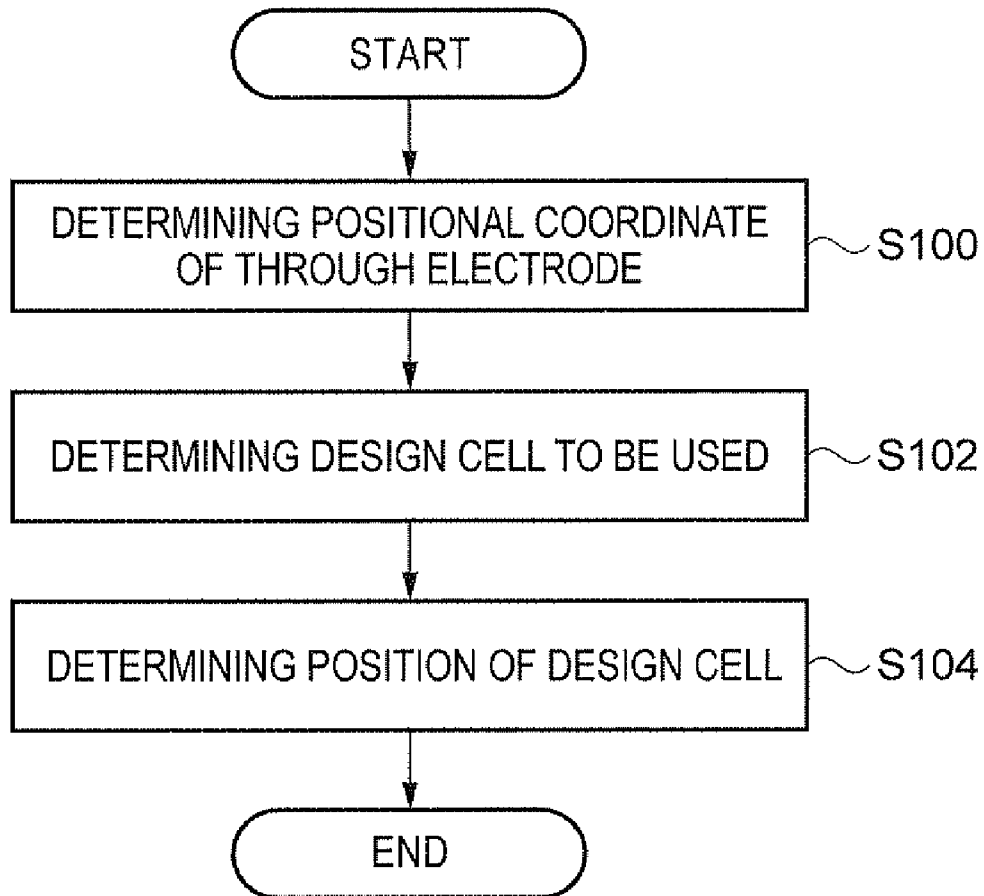 START
DETERMINING POSITIONAL COORDINATE
OF THROUGH ELECTRODE
S100
DETERMINING DESIGN CELL TO BE USED
S102
DETERMINING POSITION OF DESIGN CELL
S104
END